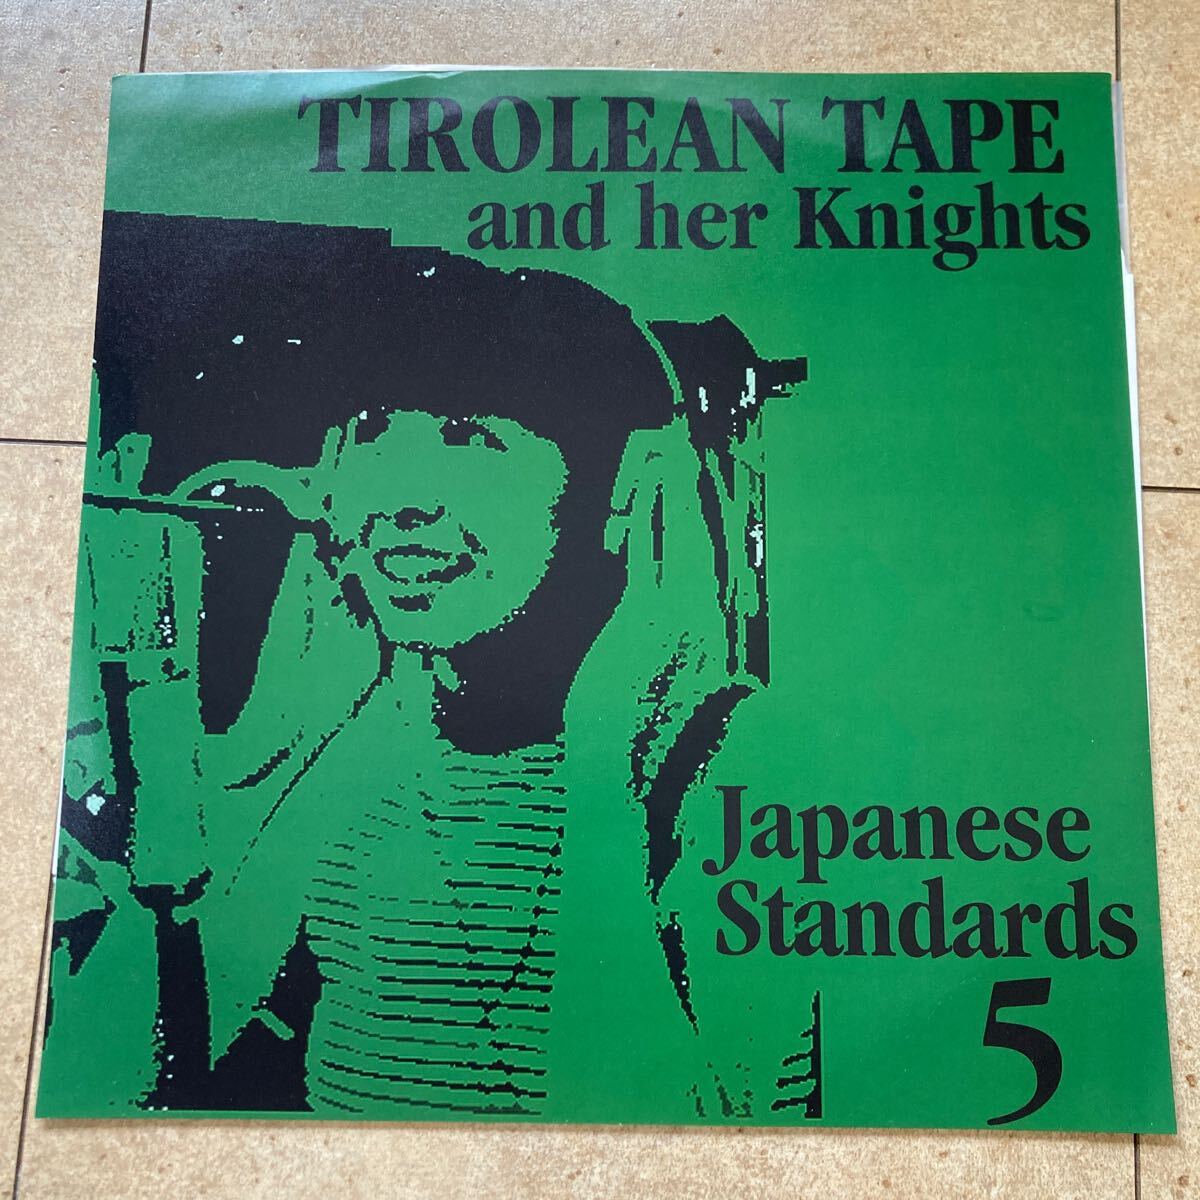 TIROLEAN TAPE
and her Knights
Japanese
Standards
5